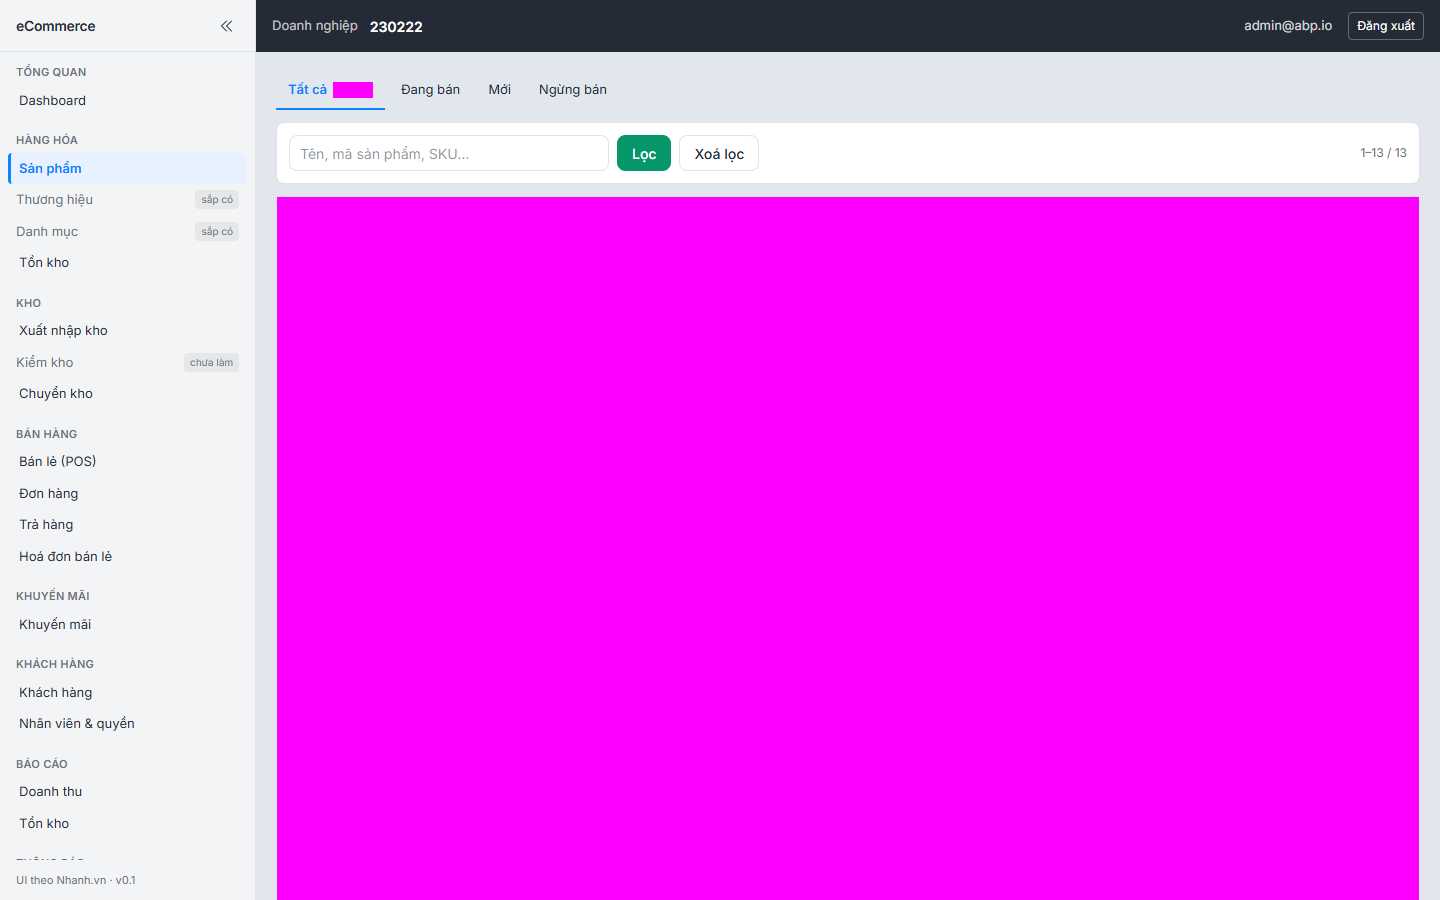 eCommerce
Doanh nghiệp 230222
admin@abp.io
Đăng xuất
TỔNG QUAN
Dashboard
HÀNG HÓA
Sản phẩm
Thương hiệu sắp có
Danh mục sắp có
Tồn kho
KHO
Xuất nhập kho
Kiểm kho chưa làm
Chuyển kho
BÁN HÀNG
Bán lẻ (POS)
Đơn hàng
Trả hàng
Hoá đơn bán lẻ
KHUYẾN MÃI
Khuyến mãi
KHÁCH HÀNG
Khách hàng
Nhân viên & quyền
BÁO CÁO
Doanh thu
Tồn kho
UI theo Nhanh.vn · v0.1
Tất cả Đang bán Mới Ngừng bán
Tên, mã sản phẩm, SKU... Lọc Xoá lọc 1–13 / 13